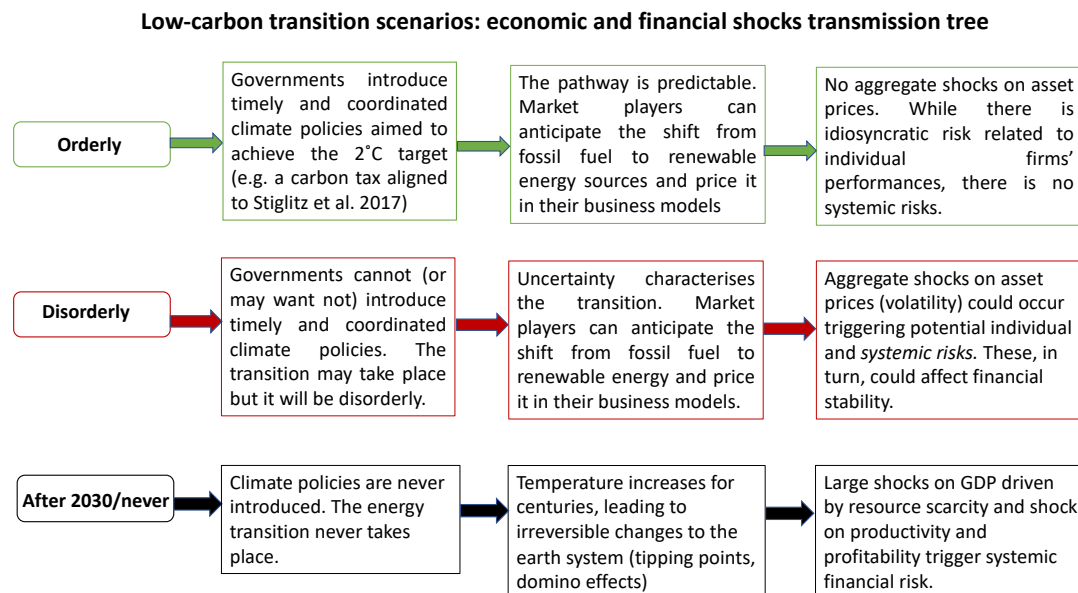 Low-carbon transition scenarios: economic and financial shocks transmission tree
Orderly
Governments introduce
timely and coordinated
climate policies aimed to
achieve the 2˚C target
(e.g. a carbon tax aligned
to Stiglitz et al. 2017)
The pathway is predictable.
Market players can
anticipate the shift from
fossil fuel to renewable
energy sources and price it
in their business models
No aggregate shocks on asset
prices. While there is
idiosyncratic risk related to
individual firms’
performances, there is no
systemic risks.
Disorderly
Governments cannot (or
may want not) introduce
timely and coordinated
climate policies. The
transition may take place
but it will be disorderly.
Uncertainty characterises
the transition. Market
players can anticipate the
shift from fossil fuel to
renewable energy and price
it in their business models.
Aggregate shocks on asset
prices (volatility) could occur
triggering potential individual
and systemic risks. These, in
turn, could affect financial
stability.
After 2030/never
Climate policies are never
introduced. The energy
transition never takes
place.
Temperature increases for
centuries, leading to
irreversible changes to the
earth system (tipping points,
domino effects)
Large shocks on GDP driven
by resource scarcity and shock
on productivity and
profitability trigger systemic
financial risk.